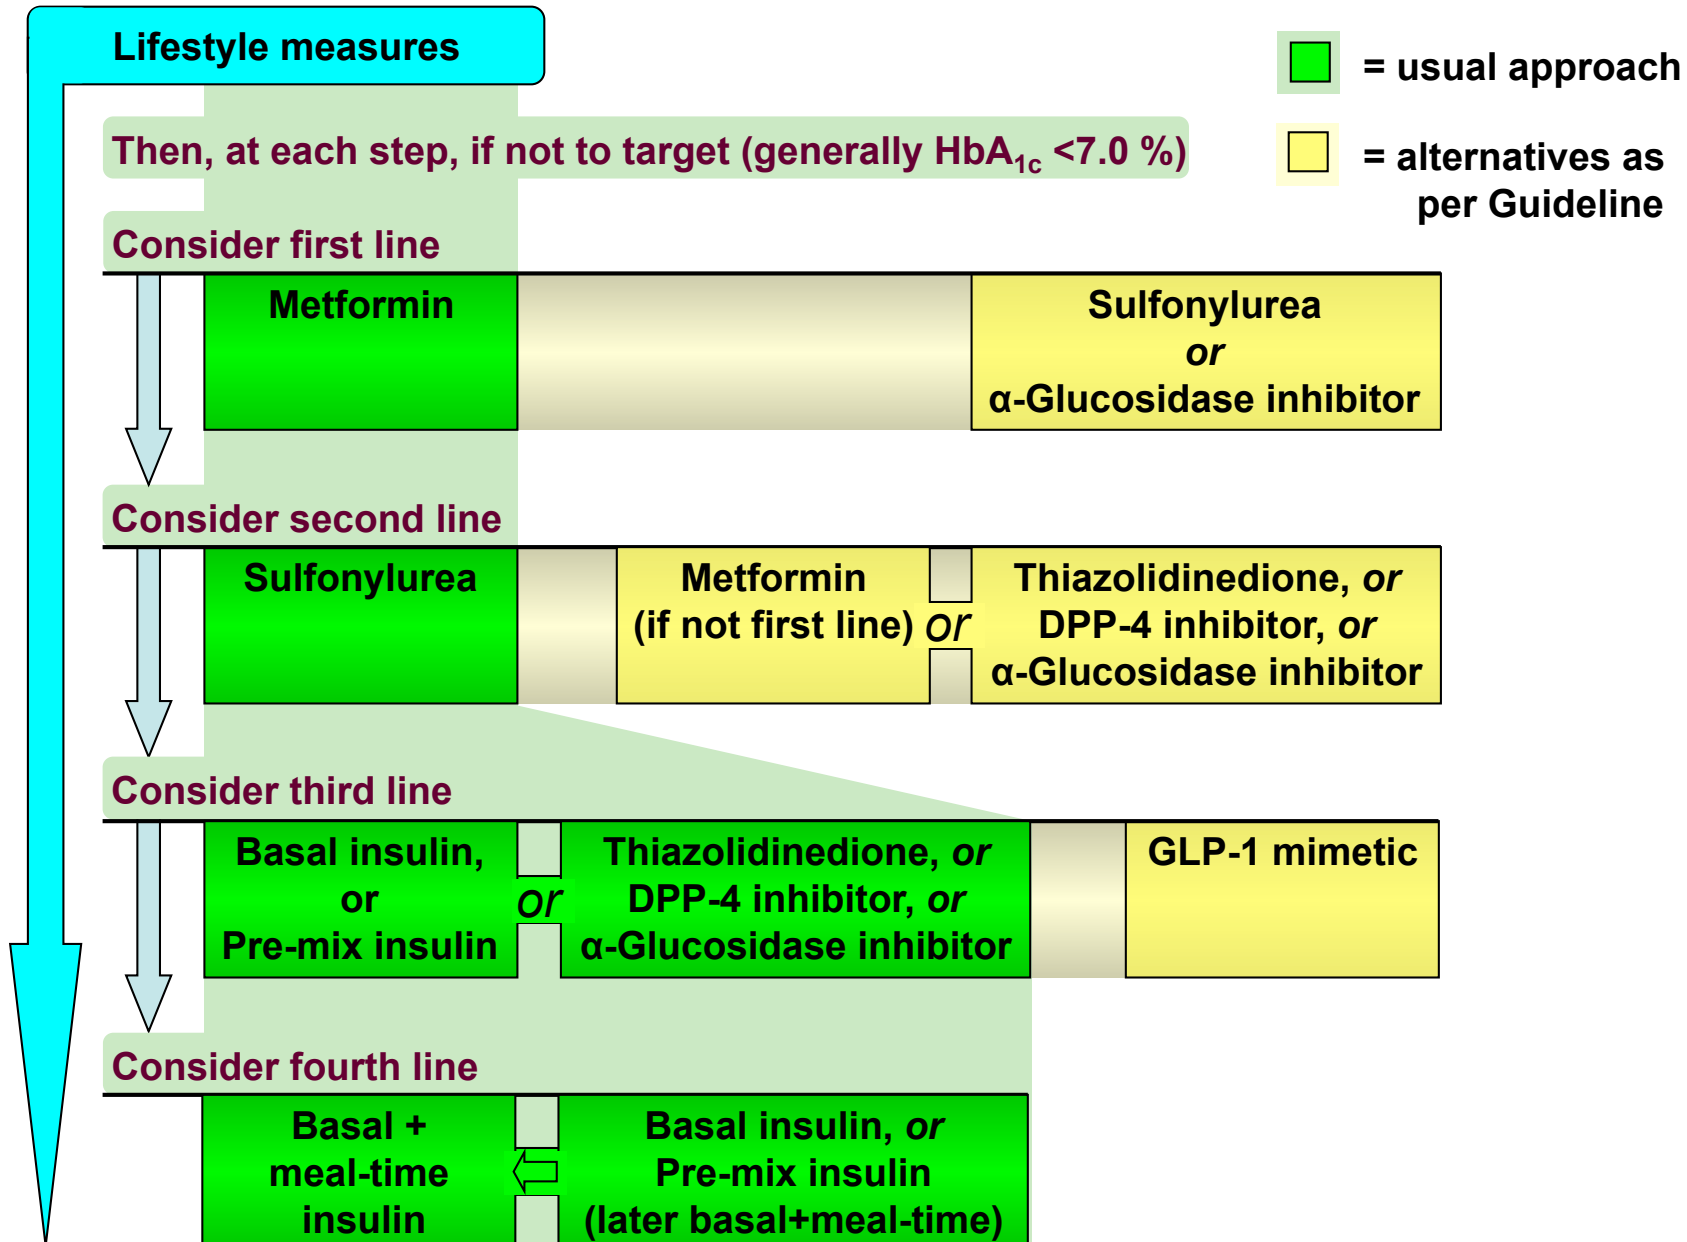 Lifestyle measures
= usual approach
= alternatives as
per Guideline
Then, at each step, if not to target (generally HbA1c <7.0 %)
Consider first line
Metformin
Sulfonylurea
or
α-Glucosidase inhibitor
Consider second line
Sulfonylurea
Metformin
(if not first line)
or
Thiazolidinedione, or
DPP-4 inhibitor, or
α-Glucosidase inhibitor
Consider third line
Basal insulin,
or
Pre-mix insulin
or
Thiazolidinedione, or
DPP-4 inhibitor, or
α-Glucosidase inhibitor
GLP-1 mimetic
Consider fourth line
Basal +
meal-time
insulin
Basal insulin, or
Pre-mix insulin
(later basal+meal-time)